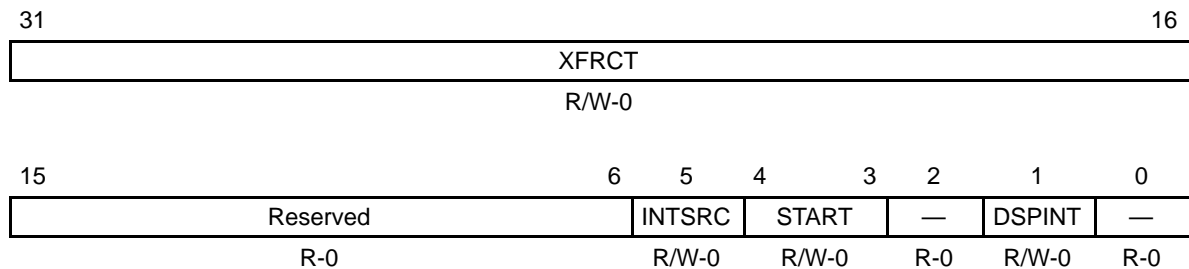 31 16
XFRCT
R/W-0
15 6 5 4 3 2 1 0
Reserved INTSRC START — DSPINT —
R-0 R/W-0 R/W-0 R-0 R/W-0 R-0